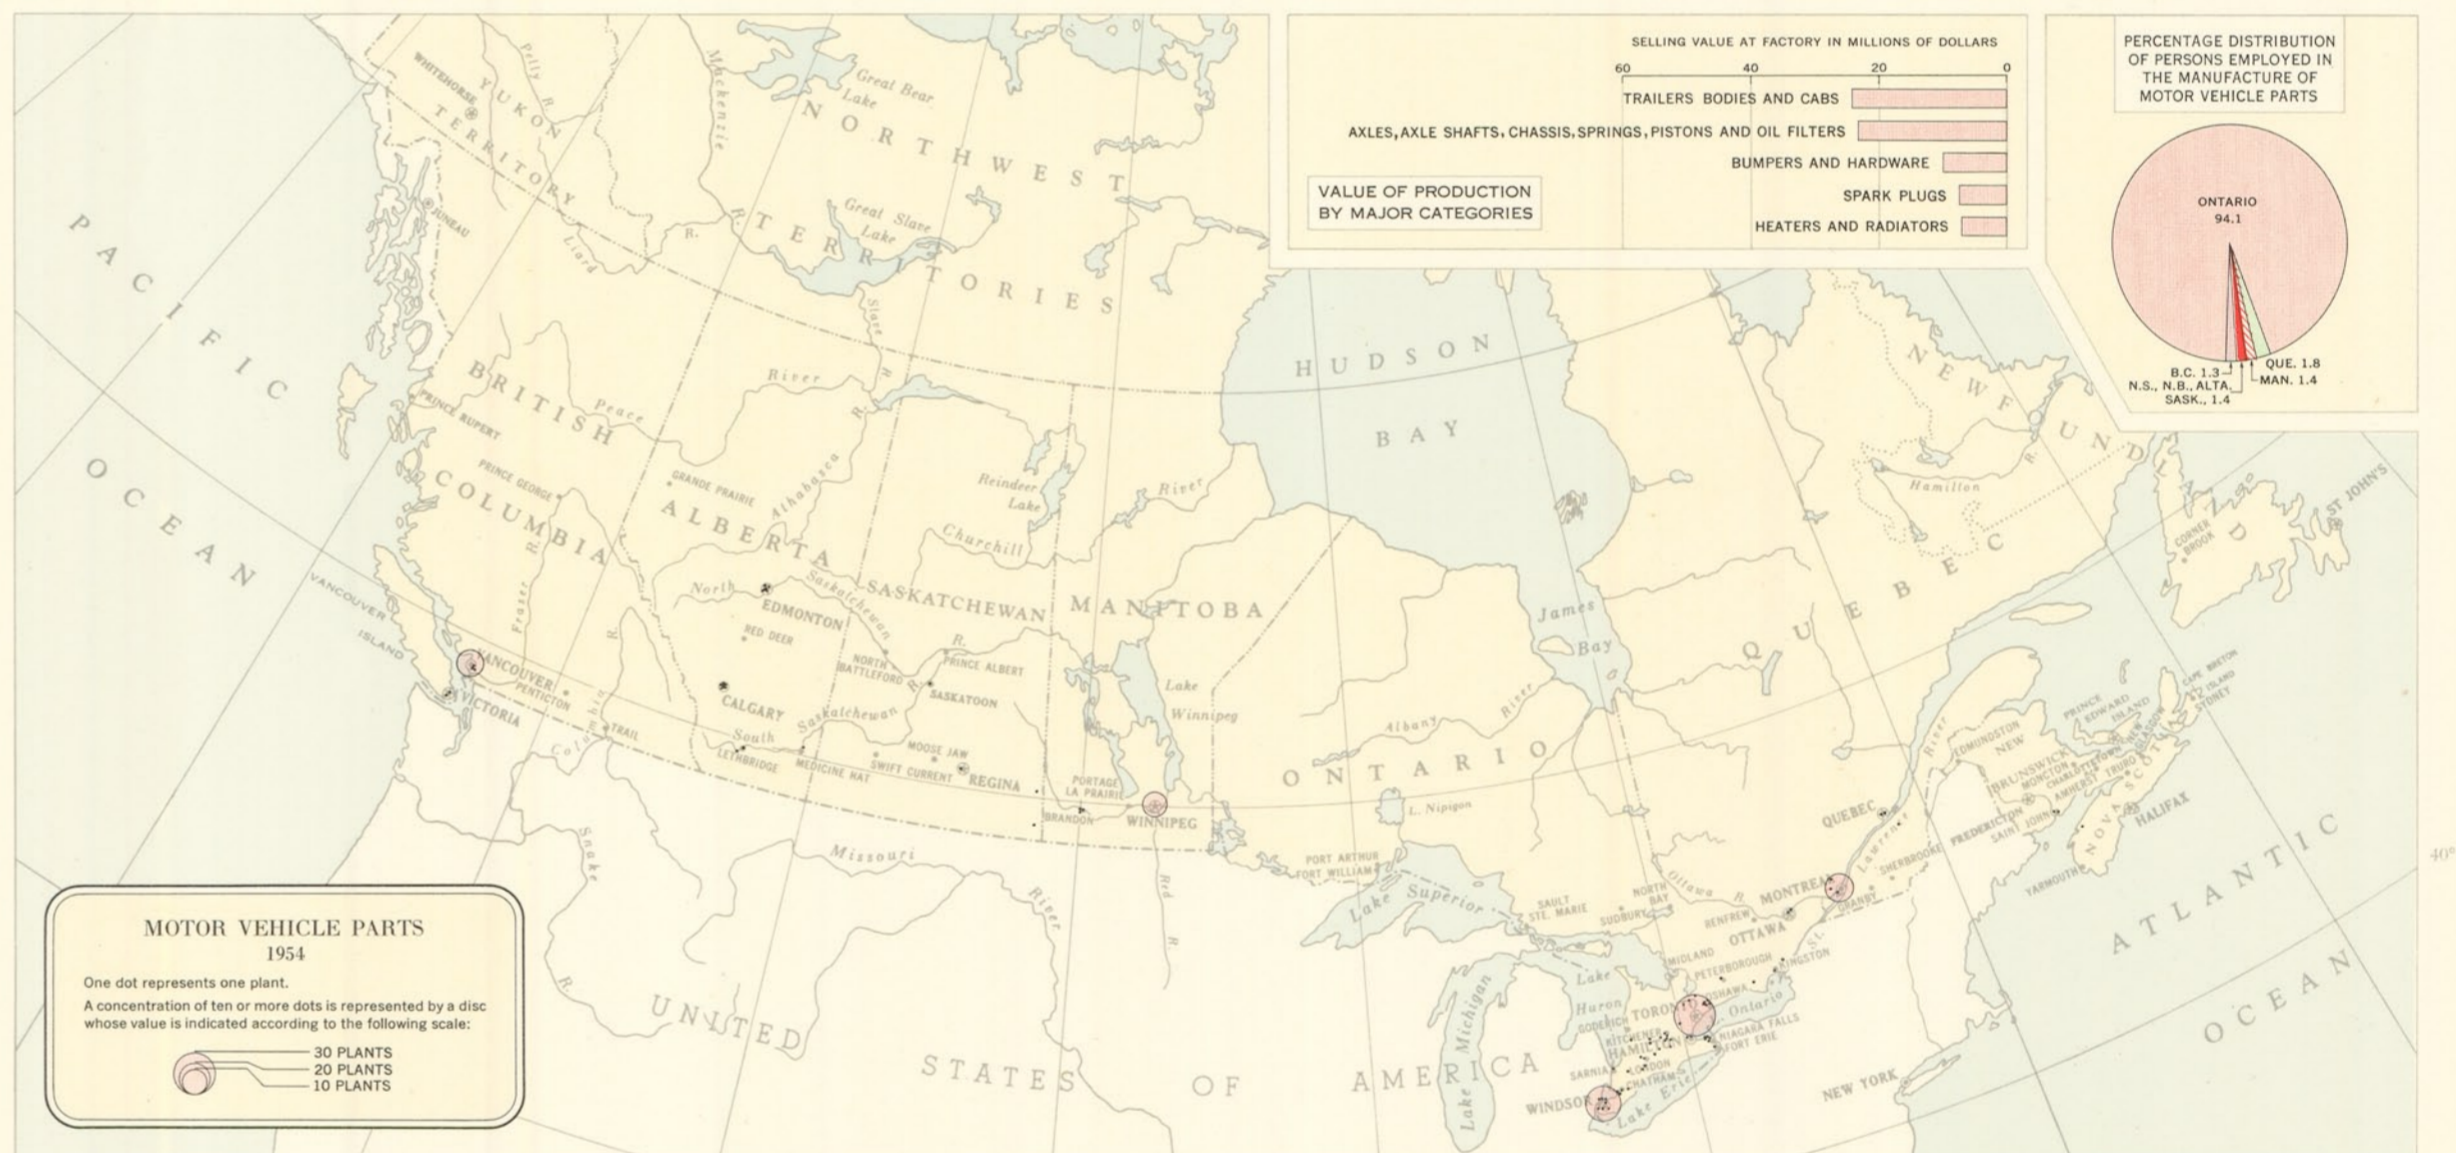 SELLING VALUE AT FACTORY IN MILLIONS OF DOLLARS
60 40 20 0
TRAILERS BODIES AND CABS
AXLES, AXLE SHAFTS, CHASSIS, SPRINGS, PISTONS AND OIL FILTERS
BUMPERS AND HARDWARE
SPARK PLUGS
HEATERS AND RADIATORS
VALUE OF PRODUCTION
BY MAJOR CATEGORIES
PERCENTAGE DISTRIBUTION
OF PERSONS EMPLOYED IN
THE MANUFACTURE OF
MOTOR VEHICLE PARTS
ONTARIO
94.1
QUE. 1.8
B.C. 1.3
MAN. 1.4
N.S., N.B., ALTA.
SASK., 1.4
WHITEHORSE
YUKON
TERRITORY
Pelly R.
Mackenzie
R.
Great Bear
Lake
NORTHWEST
TERRITORIES
Great Slave
Lake
Liard
R.
Slave
R.
JUNEAU
PACIFIC
OCEAN
BRITISH
COLUMBIA
PRINCE RUPERT
PRINCE GEORGE
Peace
River
GRANDE PRAIRIE
ALBERTA
Athabasca
R.
Reindeer
Lake
Churchill
River
HUDSON
BAY
NEWFOUNDLAND
Hamilton
R.
ST JOHN'S
CORNER
BROOK
VANCOUVER
ISLAND
Fraser
R.
North
Saskatchewan
EDMONTON
RED DEER
SASKATCHEWAN
MANITOBA
James
Bay
QUEBEC
VANCOUVER
PENTICTON
VICTORIA
Columbia
R.
TRAIL
CALGARY
NORTH
BATTLEFORD
R.
R.
PRINCE ALBERT
SASKATOON
South
Saskatchewan
LETHBRIDGE
MEDICINE HAT
SWIFT CURRENT
MOOSE JAW
REGINA
Lake
Winnipeg
PORTAGE
LA PRAIRIE
BRANDON
WINNIPEG
Albany
River
ONTARIO
L. Nipigon
PORT ARTHUR
FORT WILLIAM
Lake Superior
SAULT
STE. MARIE
SUDBURY
NORTH
BAY
Ottawa
R.
RENFREW
OTTAWA
MONTREAL
GRANBY
SHERBROOKE
QUEBEC
St.
Lawrence
River
EDMUNDSTON
NEW
BRUNSWICK
MONCTON
FREDERICTON
SAINT JOHN
PRINCE
EDWARD
ISLAND
CHARLOTTETOWN
AMHERST
TRURO
NEW
GLASGOW
CAPE BRETON
ISLAND
SYDNEY
NOVA SCOTIA
HALIFAX
YARMOUTH
ATLANTIC
OCEAN
40°
Snake
R.
Missouri
River
Red
R.
UNITED
STATES
OF
AMERICA
Lake Michigan
Lake
Huron
MIDLAND
PETERBOROUGH
KINGSTON
OSHAWA
TORONTO
L. Ontario
GODERICH
KITCHENER
HAMILTON
NIAGARA FALLS
FORT ERIE
SARNIA
LONDON
CHATHAM
WINDSOR
Lake Erie
NEW YORK
MOTOR VEHICLE PARTS
1954
One dot represents one plant.
A concentration of ten or more dots is represented by a disc
whose value is indicated according to the following scale:
30 PLANTS
20 PLANTS
10 PLANTS